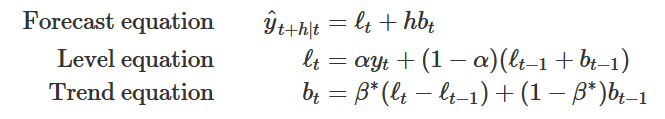 Forecast equation ŷ_{t+h|t} = ℓ_t + hb_t
Level equation ℓ_t = αy_t + (1 − α)(ℓ_{t−1} + b_{t−1})
Trend equation b_t = β*(ℓ_t − ℓ_{t−1}) + (1 − β*)b_{t−1}